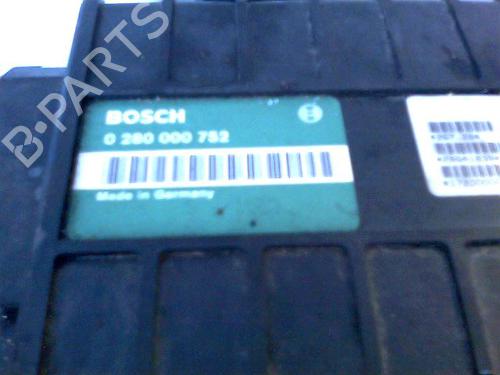 B-PARTS
BOSCH
0 280 000 752
Made in Germany